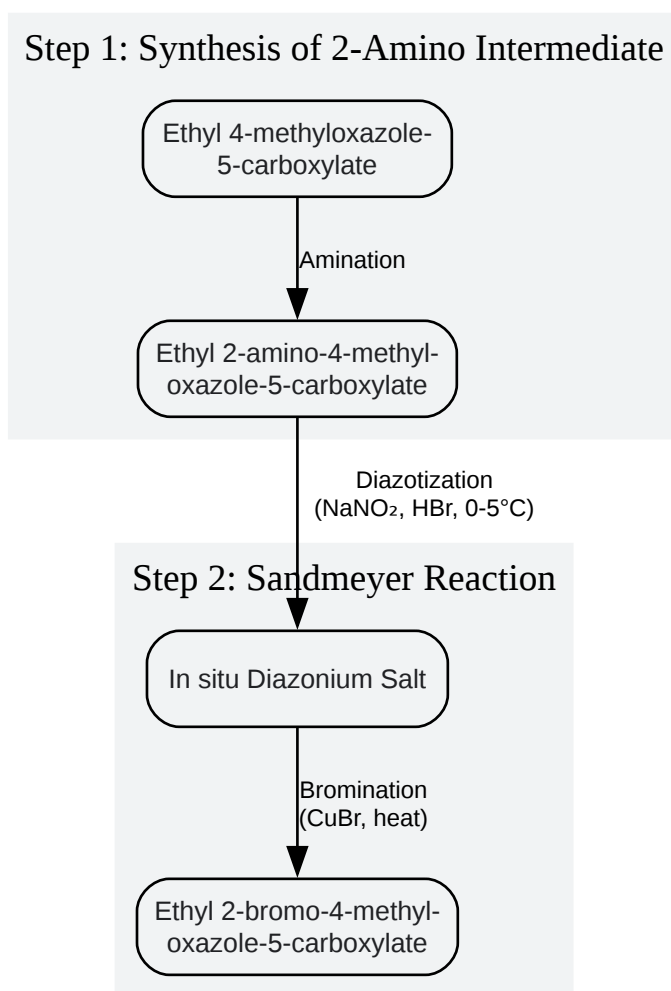 Step 1: Synthesis of 2-Amino Intermediate
Ethyl 4-methyloxazole-
5-carboxylate
Amination
Ethyl 2-amino-4-methyl-
oxazole-5-carboxylate
Diazotization
(NaNO₂, HBr, 0-5°C)
Step 2: Sandmeyer Reaction
In situ Diazonium Salt
Bromination
(CuBr, heat)
Ethyl 2-bromo-4-methyl-
oxazole-5-carboxylate